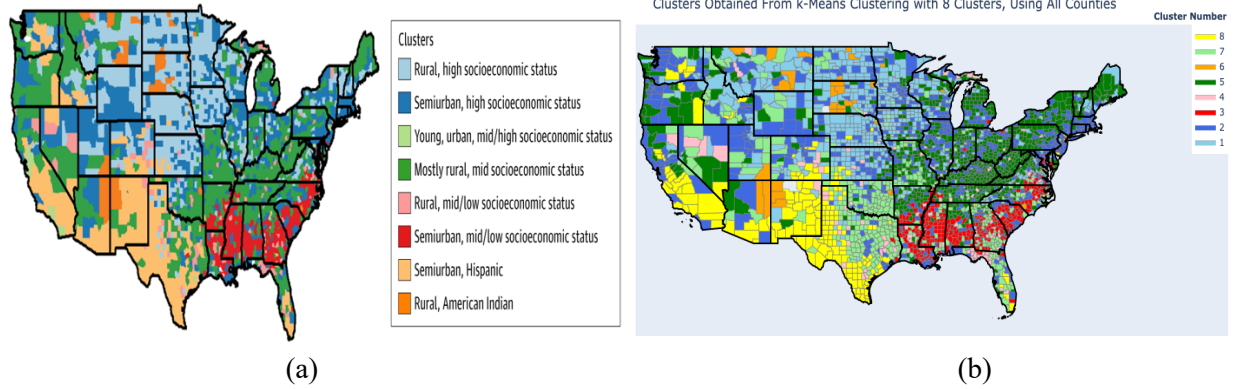 Clusters
Rural, high socioeconomic status
Semiurban, high socioeconomic status
Young, urban, mid/high socioeconomic status
Mostly rural, mid socioeconomic status
Rural, mid/low socioeconomic status
Semiurban, mid/low socioeconomic status
Semiurban, Hispanic
Rural, American Indian
(a)
Clusters Obtained From k-Means Clustering with 8 Clusters, Using All Counties
Cluster Number
8
7
6
5
4
3
2
1
(b)